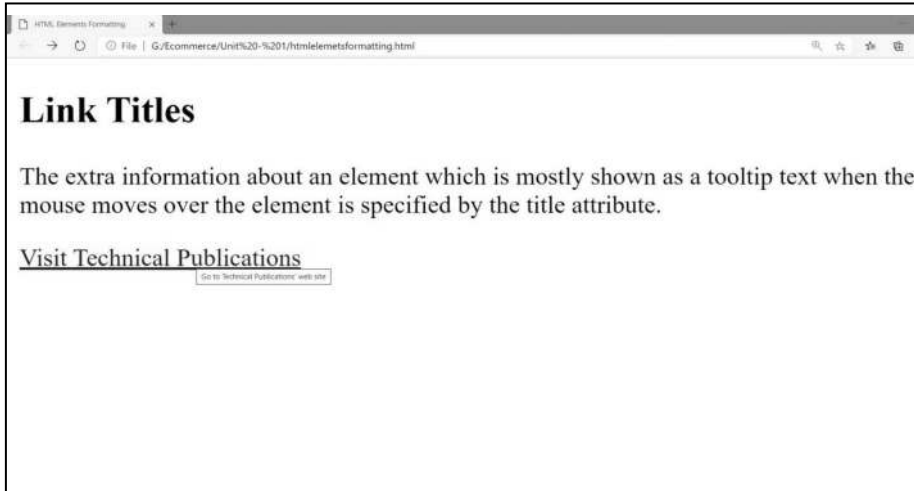 HTML Elements Formatting
File | G:/Ecommerce/Unit%20-%201/htmlelemetsformatting.html
Link Titles
The extra information about an element which is mostly shown as a tooltip text when the
mouse moves over the element is specified by the title attribute.
Visit Technical Publications
Go to 'Technical Publications' web site